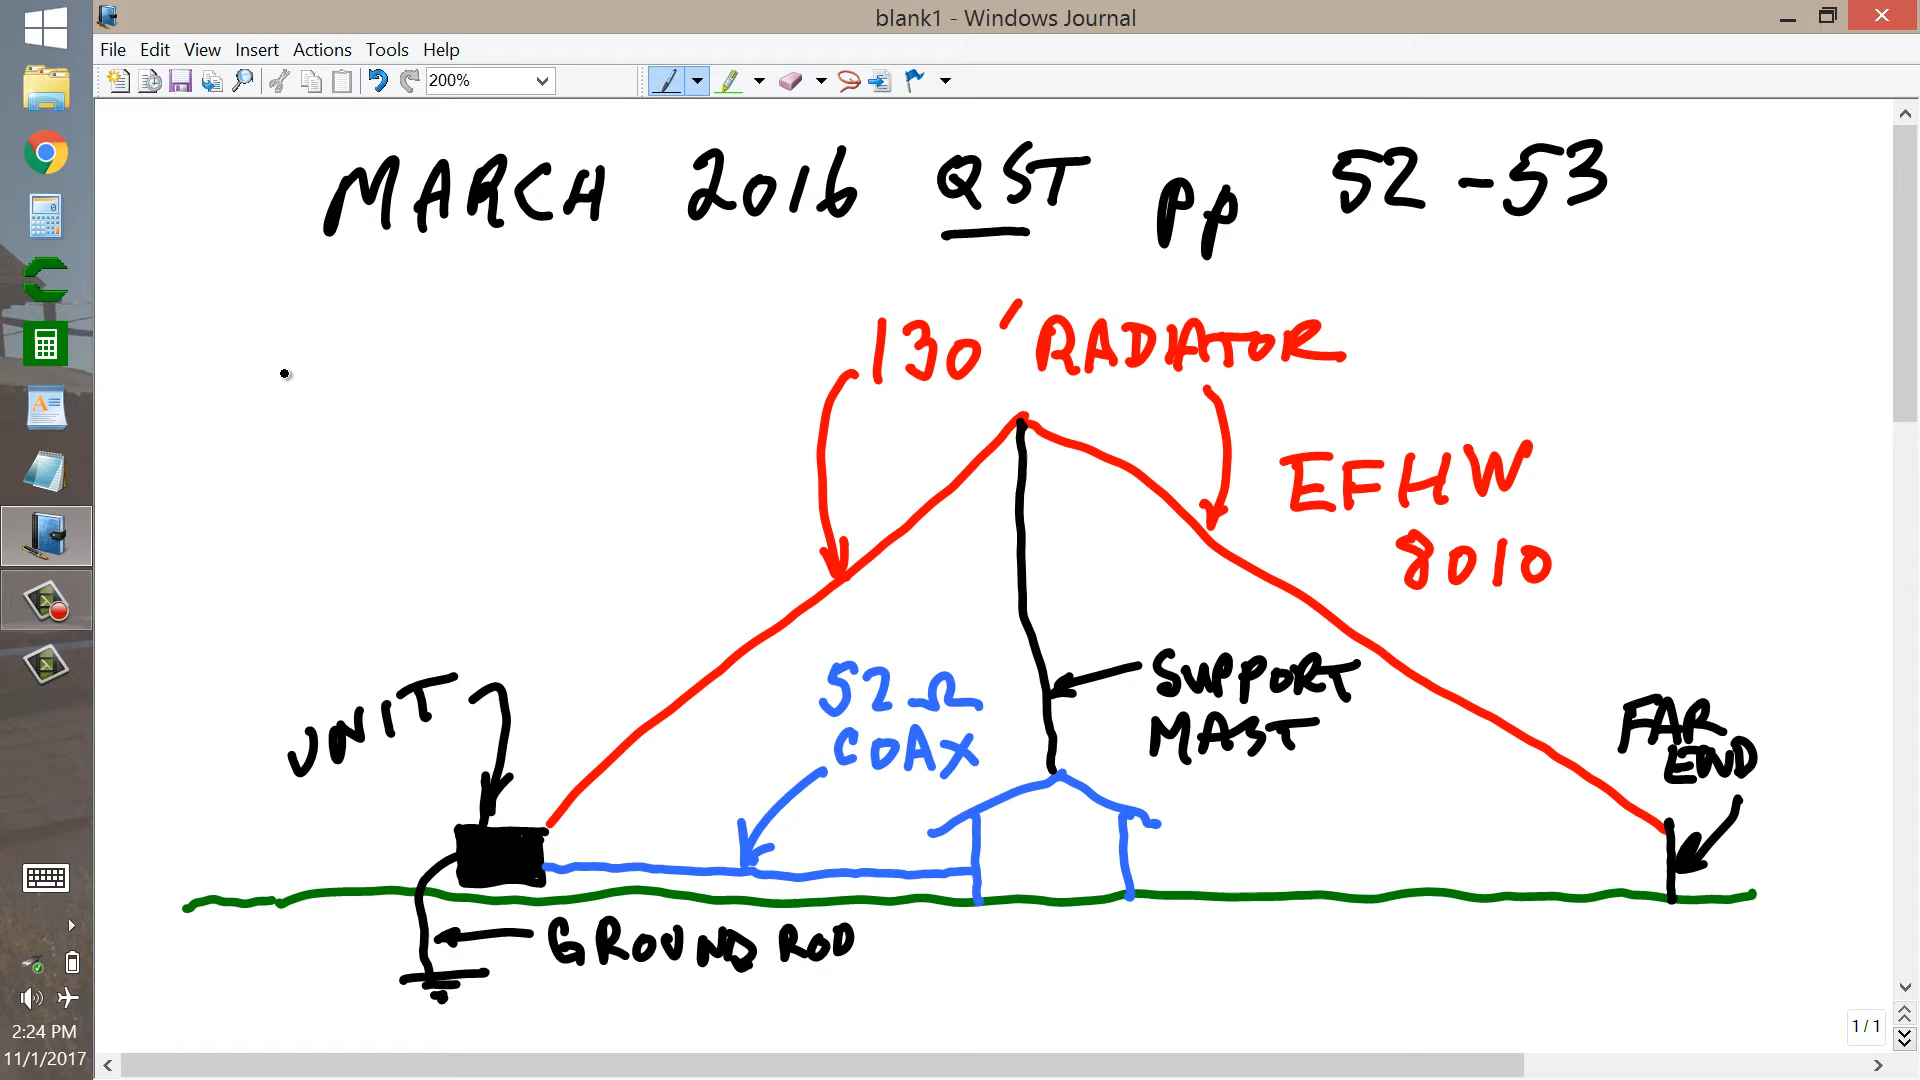 blank1 - Windows Journal
File Edit View Insert Actions Tools Help
200%
MARCH 2016 QST pp 52-53
130' RADIATOR
EFHW
8010
UNIT
52 Ω
COAX
SUPPORT
MAST
FAR
END
GROUND ROD
2:24 PM
11/1/2017
1 / 1